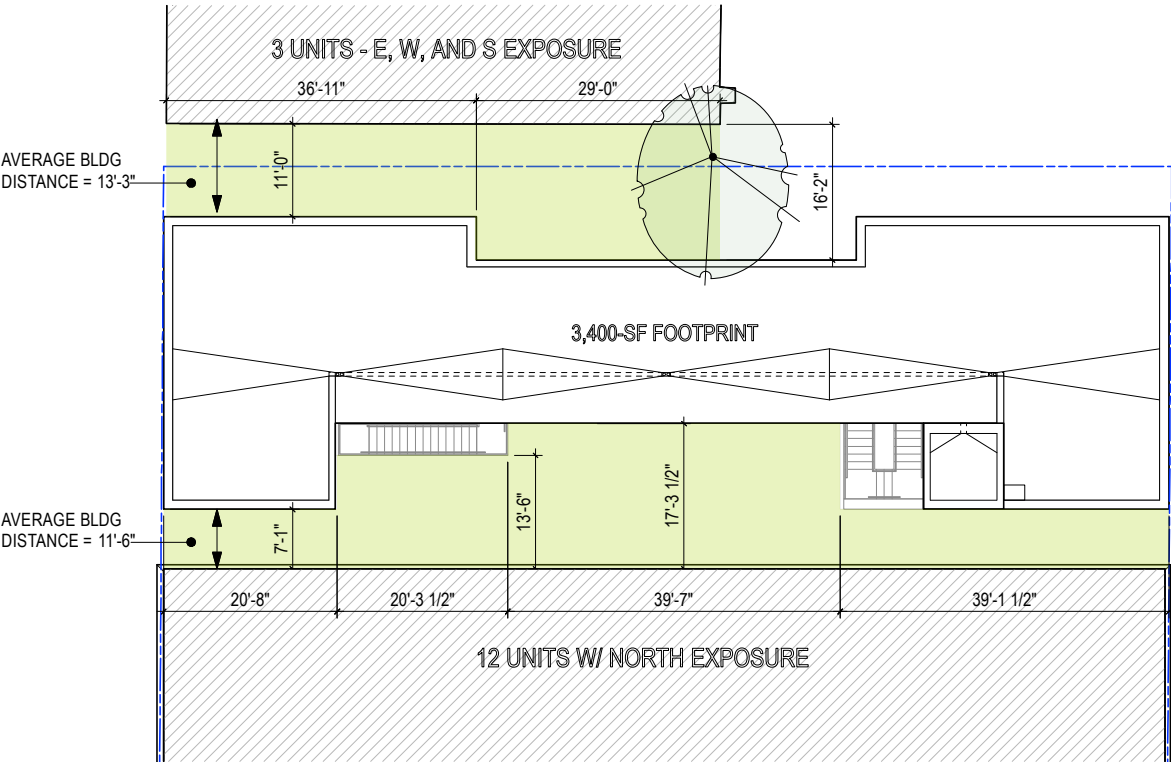 3 UNITS - E, W, AND S EXPOSURE
36'-11"
29'-0"
AVERAGE BLDG
DISTANCE = 13'-3"
11'-0"
16'-2"
3,400-SF FOOTPRINT
AVERAGE BLDG
DISTANCE = 11'-6"
7'-1"
13'-6"
17'-3 1/2"
20'-8"
20'-3 1/2"
39'-7"
39'-1 1/2"
12 UNITS W/ NORTH EXPOSURE